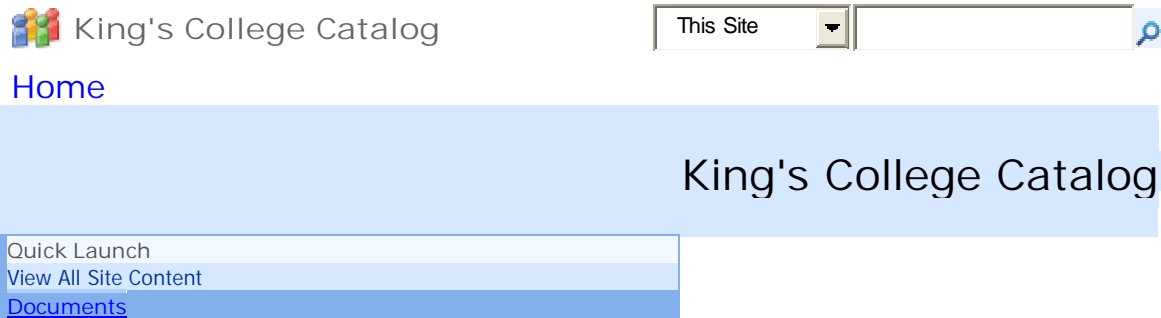 King's College Catalog This Site
Home
King's College Catalog
Quick Launch
View All Site Content
Documents